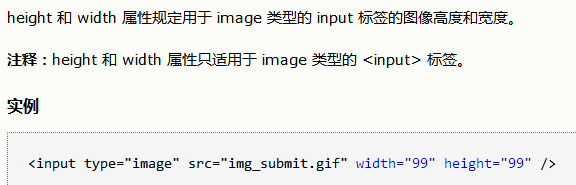 height 和 width 属性规定用于 image 类型的 input 标签的图像高度和宽度。
注释：height 和 width 属性只适用于 image 类型的 <input> 标签。
实例
<input type="image" src="img_submit.gif" width="99" height="99" />